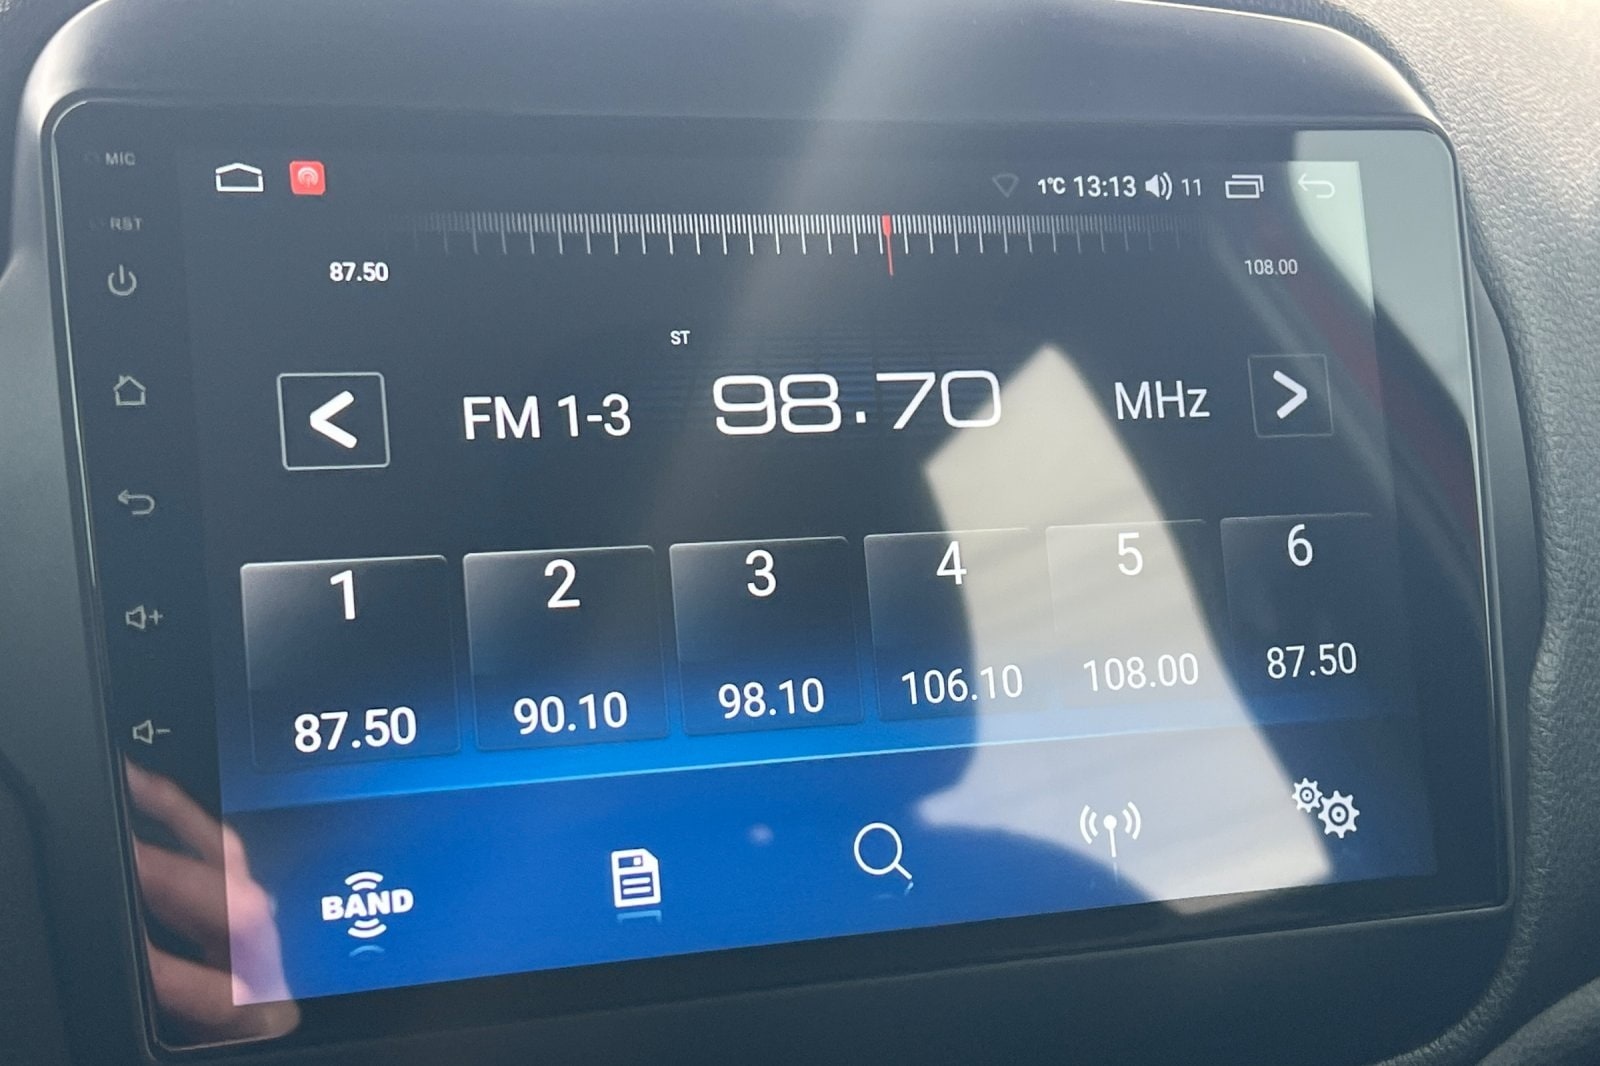 MIC
1°C 13:13 11
RST
87.50 108.00
ST
FM 1-3 98.70 MHz
1 2 3 4 5 6
87.50 90.10 98.10 106.10 108.00 87.50
BAND